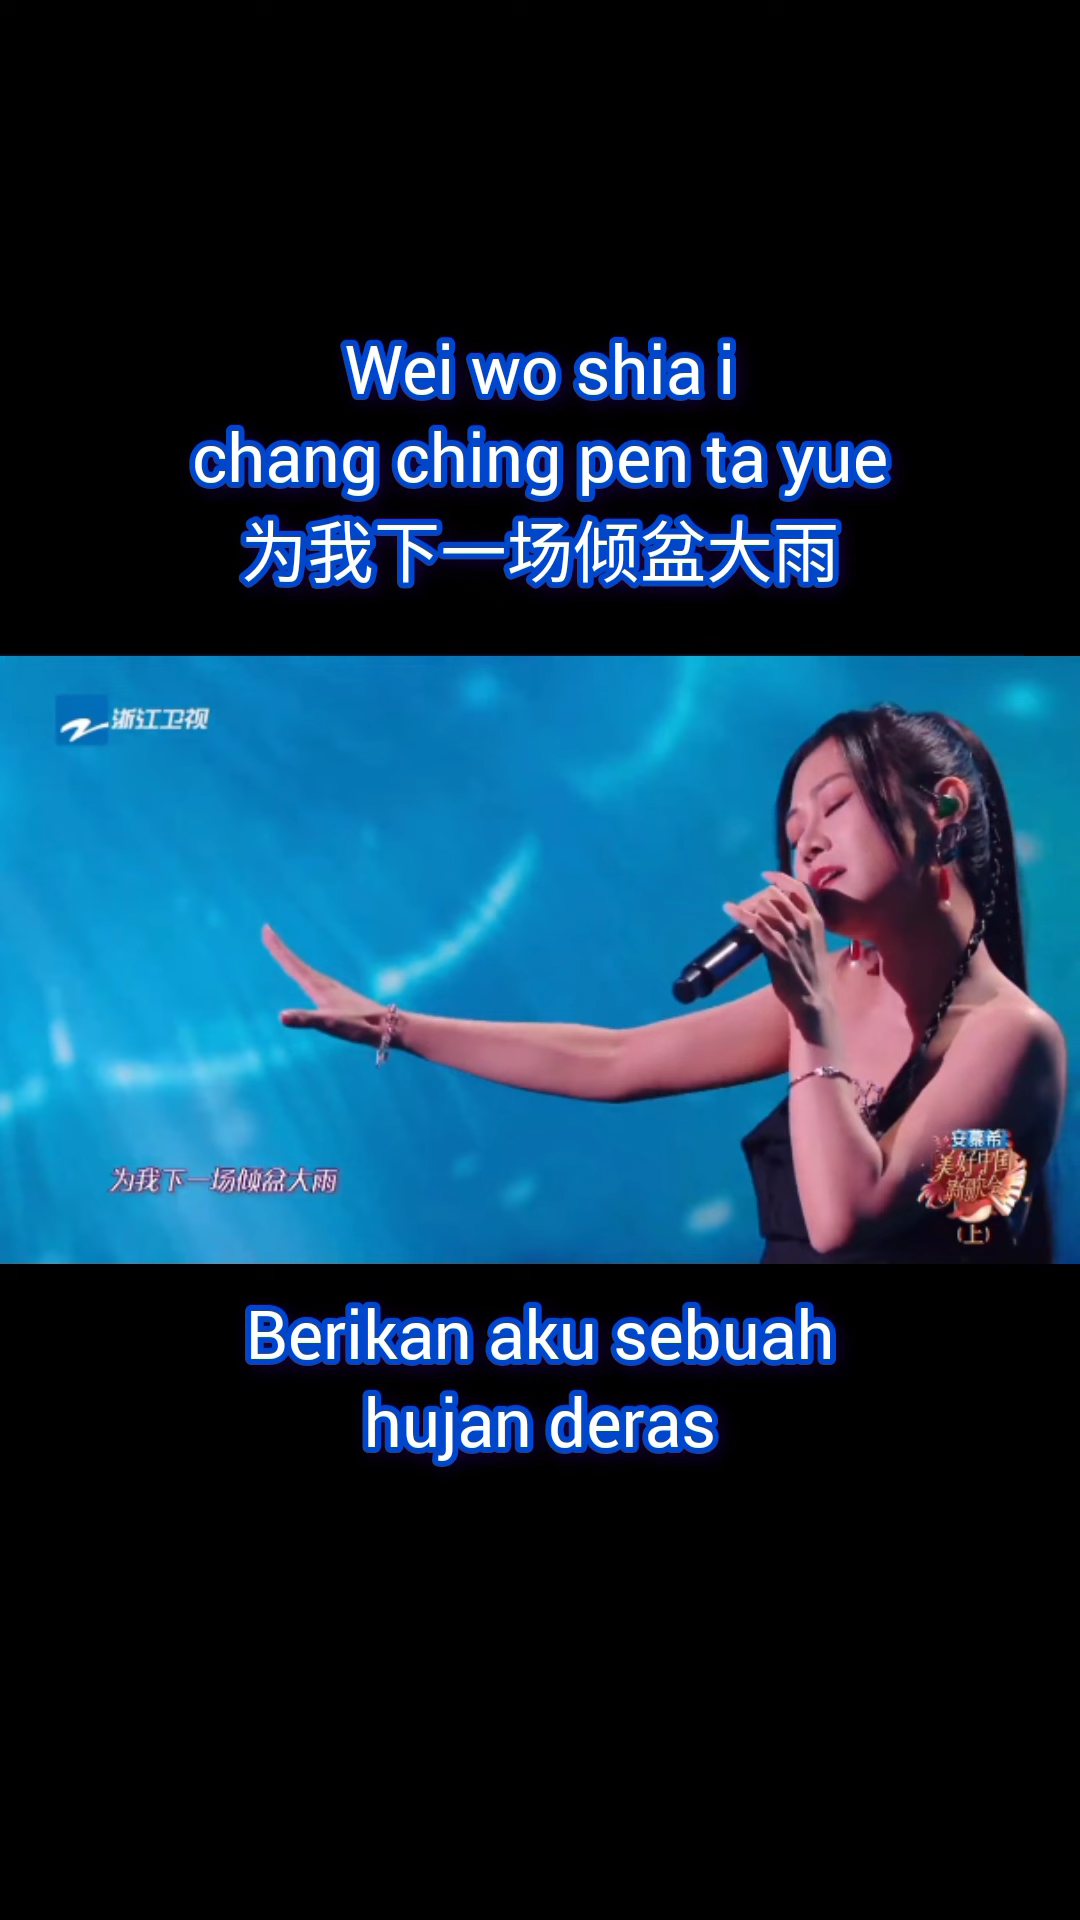 Wei wo shia i
chang ching pen ta yue
为我下一场倾盆大雨
浙江卫视
为我下一场倾盆大雨
安慕希
美好中国
新歌会
(上)
Berikan aku sebuah
hujan deras